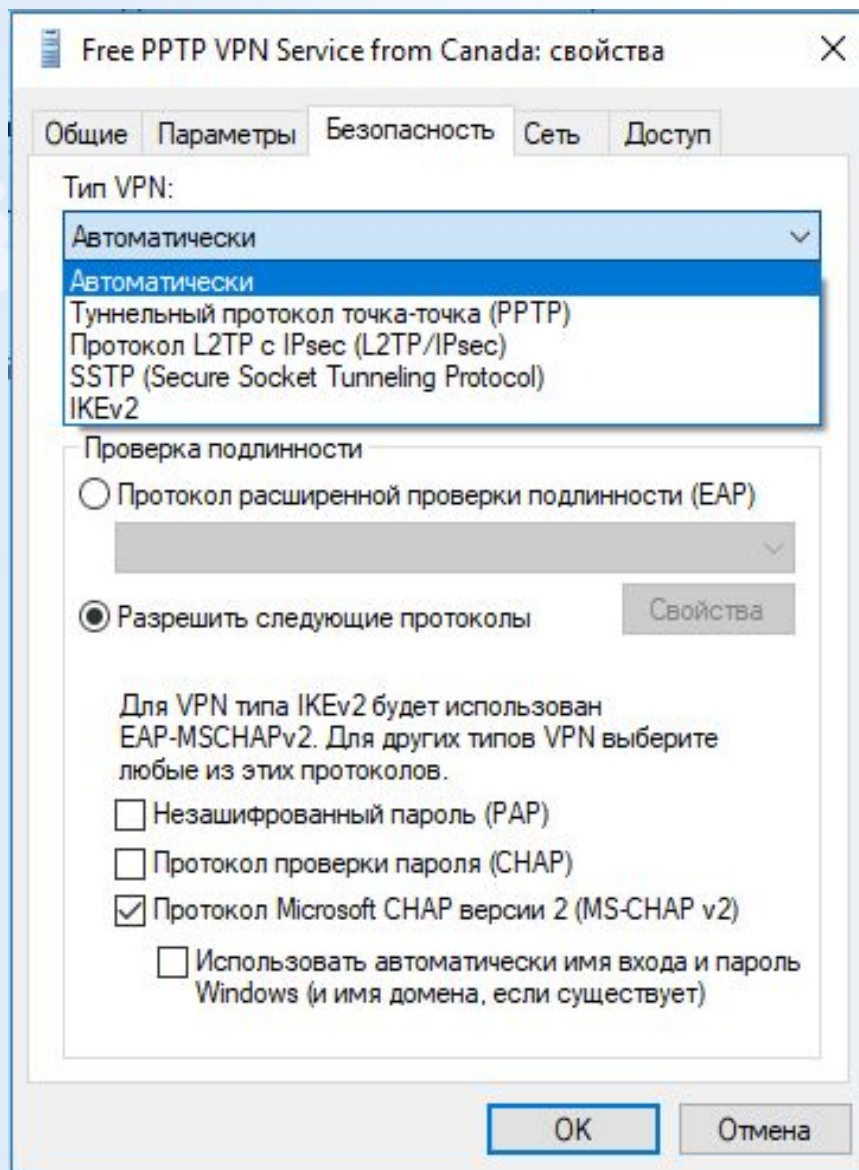 Free PPTP VPN Service from Canada: свойства
Общие Параметры Безопасность Сеть Доступ
Тип VPN:
Автоматически
Автоматически
Туннельный протокол точка-точка (PPTP)
Протокол L2TP с IPsec (L2TP/IPsec)
SSTP (Secure Socket Tunneling Protocol)
IKEv2
Проверка подлинности
Протокол расширенной проверки подлинности (EAP)
Разрешить следующие протоколы
Свойства
Для VPN типа IKEv2 будет использован
EAP-MSCHAPv2. Для других типов VPN выберите
любые из этих протоколов.
Незашифрованный пароль (PAP)
Протокол проверки пароля (CHAP)
Протокол Microsoft CHAP версии 2 (MS-CHAP v2)
Использовать автоматически имя входа и пароль
Windows (и имя домена, если существует)
OK Отмена